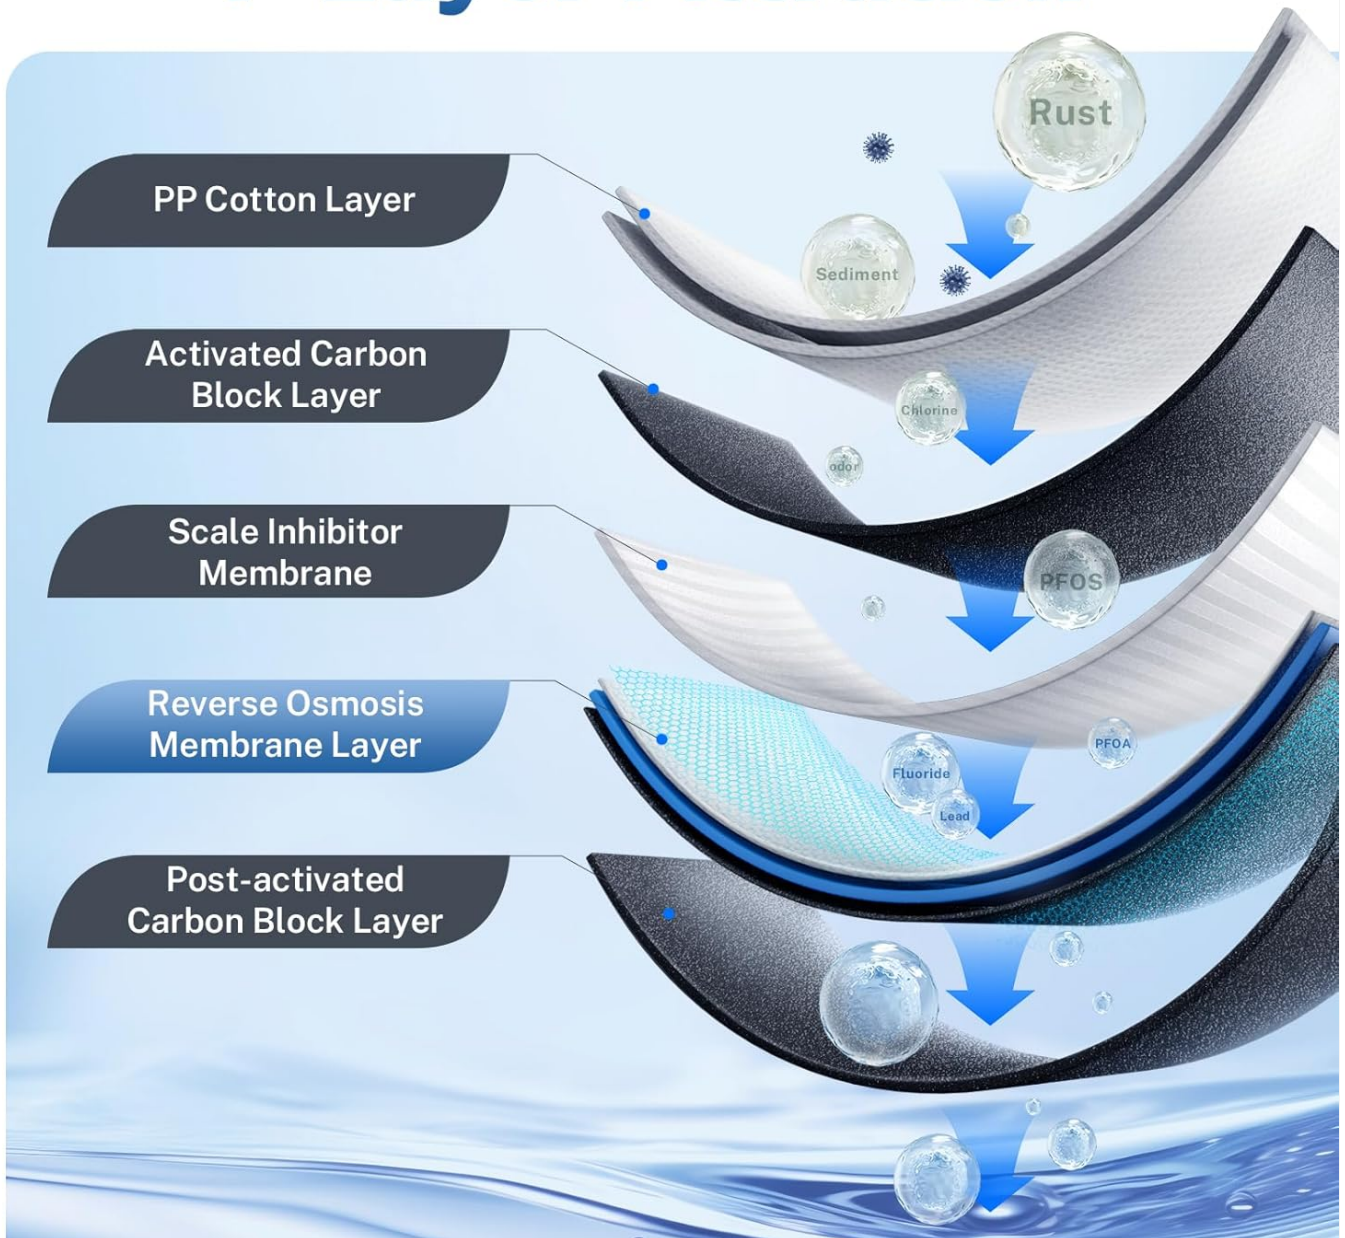 PP Cotton Layer
Activated Carbon
Block Layer
Scale Inhibitor
Membrane
Reverse Osmosis
Membrane Layer
Post-activated
Carbon Block Layer
Rust
Sediment
Chlorine
odor
PFOS
PFOA
Fluoride
Lead